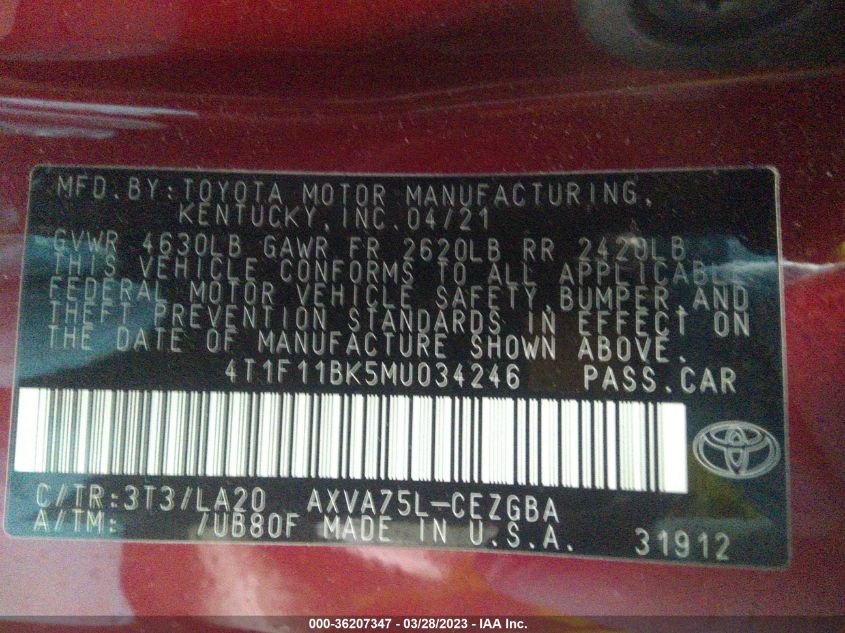 MFD. BY: TOYOTA MOTOR MANUFACTURING,
KENTUCKY, INC. 04/21
GVWR 4630LB GAWR FR 2620LB RR 2420LB
THIS VEHICLE CONFORMS TO ALL APPLICABLE
FEDERAL MOTOR VEHICLE SAFETY, BUMPER, AND
THEFT PREVENTION STANDARDS IN EFFECT ON
THE DATE OF MANUFACTURE SHOWN ABOVE.
4T1F11BK5MU034246 PASS. CAR
C/TR: 3T3/LA20 AXVA75L-CEZGBA
A/TM: /UB80F MADE IN U.S.A. 31912
000-36207347 / 03/28/2023 - IAA Inc.